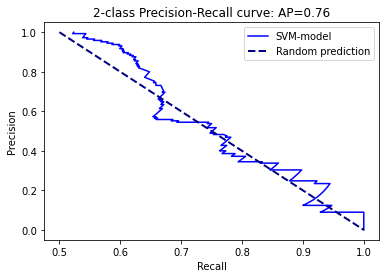 2-class Precision-Recall curve: AP=0.76
SVM-model
Random prediction
Precision
1.0
0.8
0.6
0.4
0.2
0.0
0.5
0.6
0.7
0.8
0.9
1.0
Recall